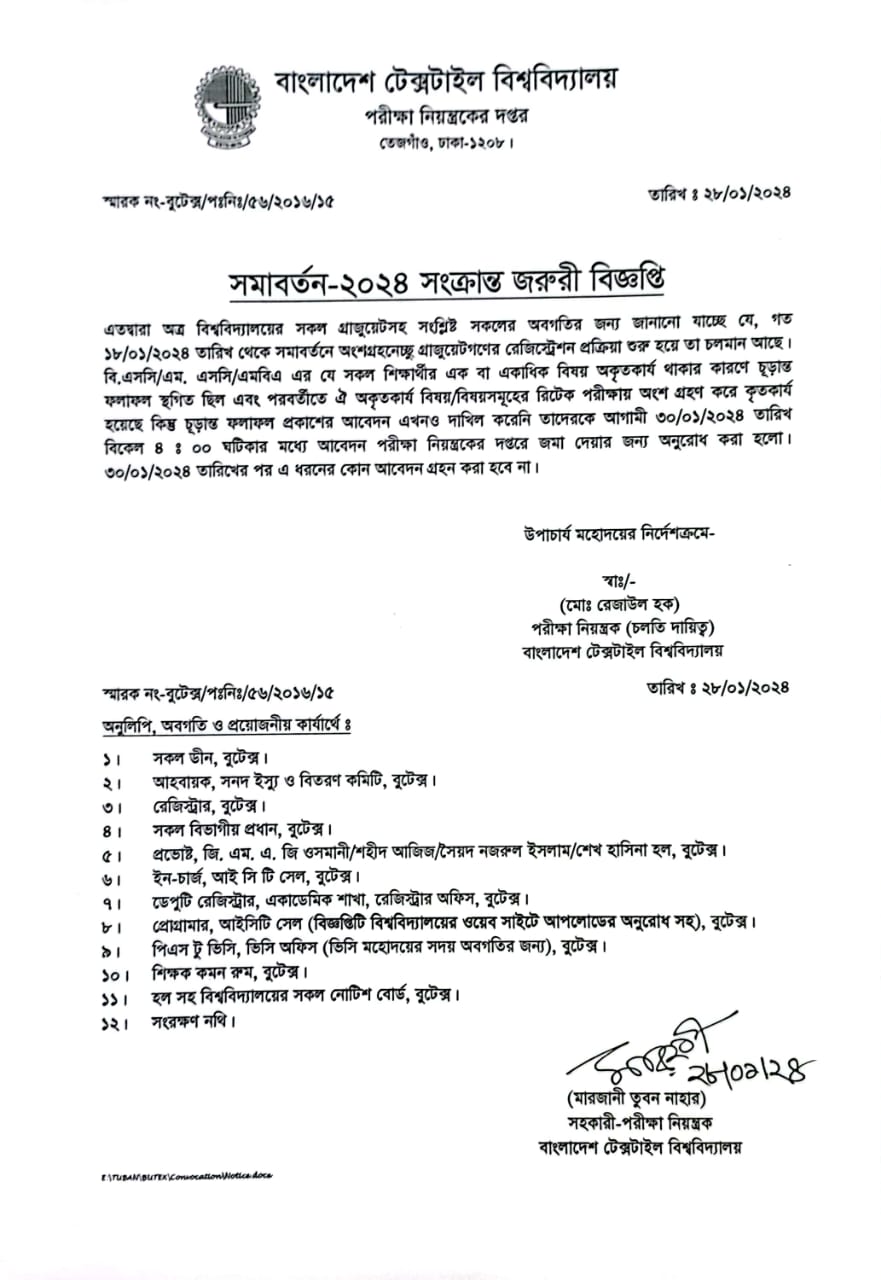 বাংলাদেশ টেক্সটাইল বিশ্ববিদ্যালয়
পরীক্ষা নিয়ন্ত্রকের দপ্তর
তেজগাঁও, ঢাকা-১২০৮।
স্মারক নং-বুটেক্স/পঃনিঃ/৫৬/২০১৬/১৫
তারিখ ঃ ২৮/০১/২০২৪
সমাবর্তন-২০২৪ সংক্রান্ত জরুরী বিজ্ঞপ্তি
এতদ্বারা অত্র বিশ্ববিদ্যালয়ের সকল গ্রাজুয়েটসহ সংশ্লিষ্ট সকলের অবগতির জন্য জানানো যাচ্ছে যে, গত
১৮/০১/২০২৪ তারিখ থেকে সমাবর্তনে অংশগ্রহনেচ্ছু গ্রাজুয়েটগণের রেজিস্ট্রেশন প্রক্রিয়া শুরু হয়ে তা চলমান আছে।
বি.এসসি/এম. এসসি/এমবিএ এর যে সকল শিক্ষার্থীর এক বা একাধিক বিষয় অকৃতকার্য থাকার কারণে চূড়ান্ত
ফলাফল স্থগিত ছিল এবং পরবর্তীতে ঐ অকৃতকার্য বিষয়/বিষয়সমূহের রিটেক পরীক্ষায় অংশ গ্রহণ করে কৃতকার্য
হয়েছে কিন্তু চূড়ান্ত ফলাফল প্রকাশের আবেদন এখনও দাখিল করেনি তাদেরকে আগামী ৩০/০১/২০২৪ তারিখ
বিকেল ৪ ঃ ০০ ঘটিকার মধ্যে আবেদন পরীক্ষা নিয়ন্ত্রকের দপ্তরে জমা দেয়ার জন্য অনুরোধ করা হলো।
৩০/০১/২০২৪ তারিখের পর এ ধরনের কোন আবেদন গ্রহন করা হবে না।
উপাচার্য মহোদয়ের নির্দেশক্রমে-
স্বাঃ/-
(মোঃ রেজাউল হক)
পরীক্ষা নিয়ন্ত্রক (চলতি দায়িত্ব)
বাংলাদেশ টেক্সটাইল বিশ্ববিদ্যালয়
স্মারক নং-বুটেক্স/পঃনিঃ/৫৬/২০১৬/১৫
তারিখ ঃ ২৮/০১/২০২৪
অনুলিপি, অবগতি ও প্রয়োজনীয় কার্যার্থে ঃ
১। সকল ডীন, বুটেক্স।
২। আহবায়ক, সনদ ইস্যু ও বিতরণ কমিটি, বুটেক্স।
৩। রেজিস্ট্রার, বুটেক্স।
৪। সকল বিভাগীয় প্রধান, বুটেক্স।
৫। প্রভোষ্ট, জি. এম. এ. জি ওসমানী/শহীদ আজিজ/সৈয়দ নজরুল ইসলাম/শেখ হাসিনা হল, বুটেক্স।
৬। ইন-চার্জ, আই সি টি সেল, বুটেক্স।
৭। ডেপুটি রেজিস্ট্রার, একাডেমিক শাখা, রেজিস্ট্রার অফিস, বুটেক্স।
৮। প্রোগ্রামার, আইসিটি সেল (বিজ্ঞপ্তিটি বিশ্ববিদ্যালয়ের ওয়েব সাইটে আপলোডের অনুরোধ সহ), বুটেক্স।
৯। পিএস টু ভিসি, ভিসি অফিস (ভিসি মহোদয়ের সদয় অবগতির জন্য), বুটেক্স।
১০। শিক্ষক কমন রুম, বুটেক্স।
১১। হল সহ বিশ্ববিদ্যালয়ের সকল নোটিশ বোর্ড, বুটেক্স।
১২। সংরক্ষণ নথি।
২৮/০১/২৪
(মারজানী তুবন নাহার)
সহকারী-পরীক্ষা নিয়ন্ত্রক
বাংলাদেশ টেক্সটাইল বিশ্ববিদ্যালয়
E:\TUBAN\BUTEX\Convocation\Notice.docx